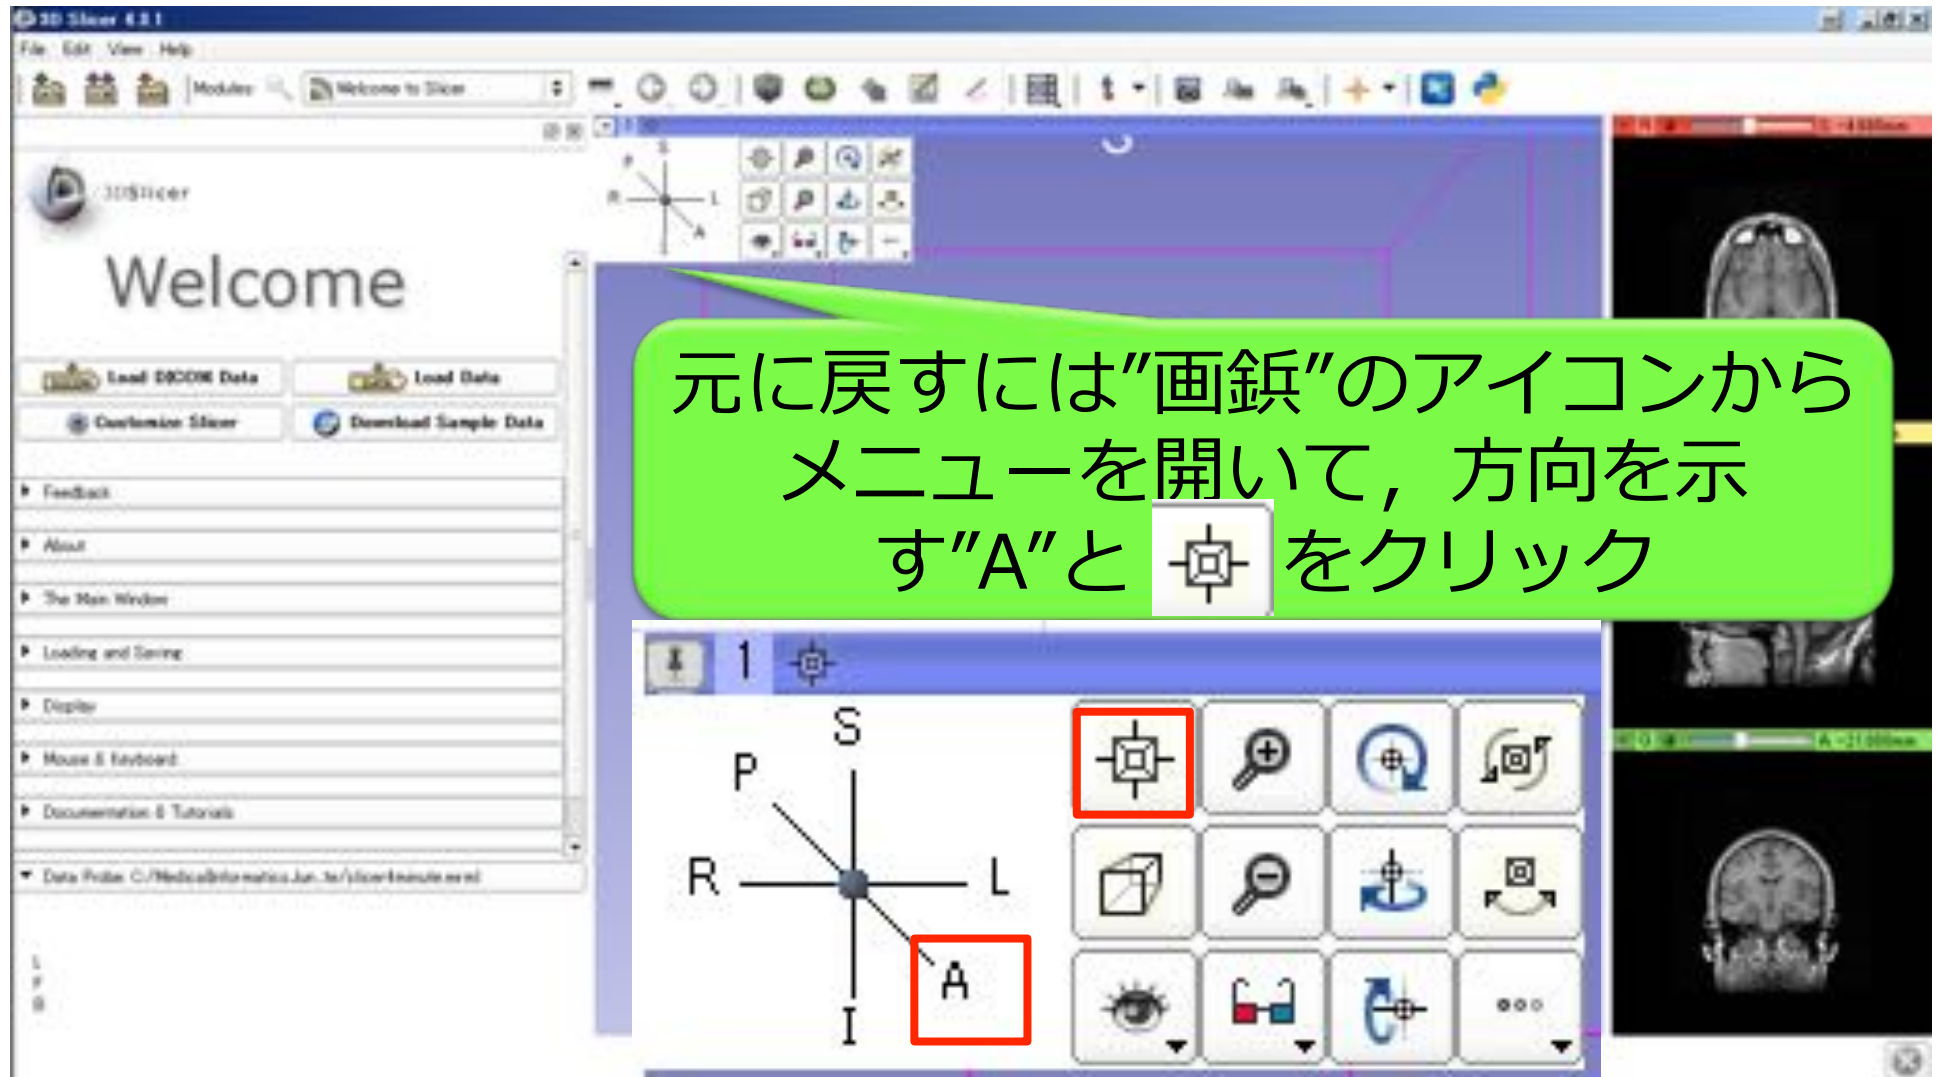 3D Slicer 4.8.1
File Edit View Help
Modules: Welcome to Slicer
3DSlicer
Welcome
Load DICOM Data
Load Data
Customize Slicer
Download Sample Data
Feedback
About
The Main Window
Loading and Saving
Display
Mouse & Keyboard
Documentation & Tutorials
Data Probe:
L
F
B
S
P
R
L
A
S
元に戻すには”画鋲”のアイコンから
メニューを開いて，方向を示
す”A”と
をクリック
1
S
P
R
L
A
I